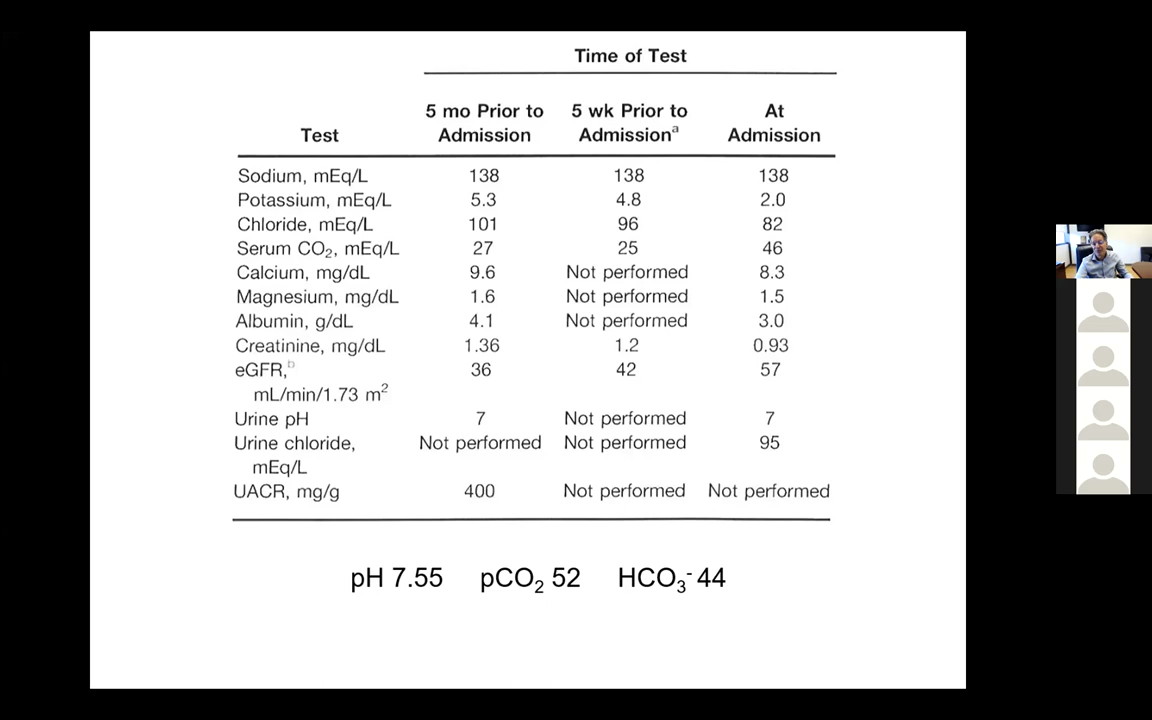 Time of Test
Test 5 mo Prior to Admission 5 wk Prior to Admissionᵃ At Admission
Sodium, mEq/L 138 138 138
Potassium, mEq/L 5.3 4.8 2.0
Chloride, mEq/L 101 96 82
Serum CO₂, mEq/L 27 25 46
Calcium, mg/dL 9.6 Not performed 8.3
Magnesium, mg/dL 1.6 Not performed 1.5
Albumin, g/dL 4.1 Not performed 3.0
Creatinine, mg/dL 1.36 1.2 0.93
eGFR,ᵇ 36 42 57
mL/min/1.73 m²
Urine pH 7 Not performed 7
Urine chloride, Not performed Not performed 95
mEq/L
UACR, mg/g 400 Not performed Not performed
pH 7.55 pCO₂ 52 HCO₃⁻ 44